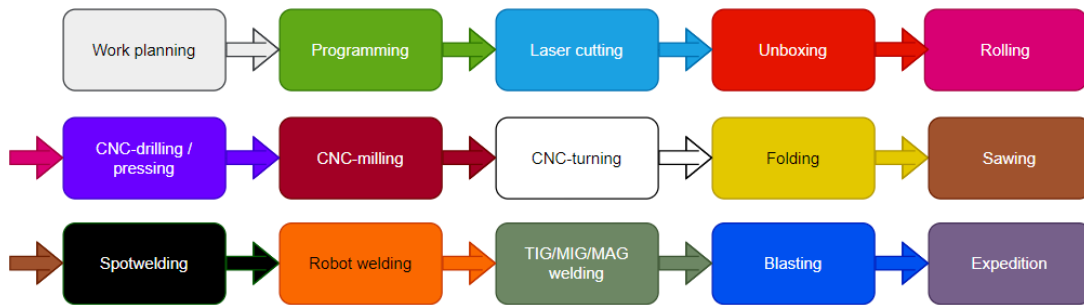 Work planning
Programming
Laser cutting
Unboxing
Rolling
CNC-drilling /
pressing
CNC-milling
CNC-turning
Folding
Sawing
Spotwelding
Robot welding
TIG/MIG/MAG
welding
Blasting
Expedition